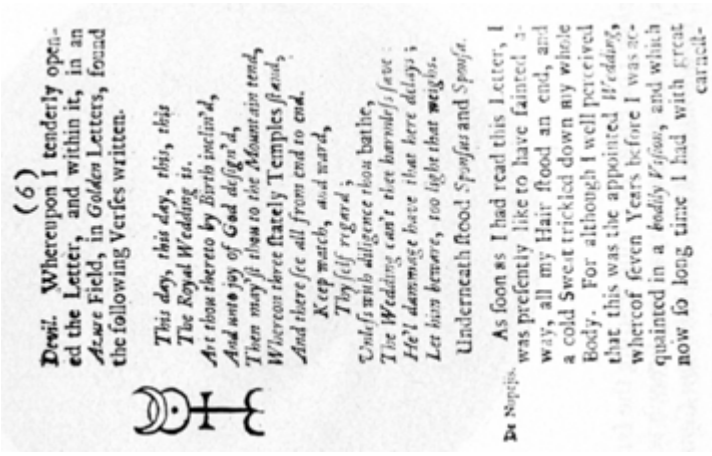 (6)
Devil. Whereupon I tenderly open-
ed the Letter, and within it, in an
Azure Field, in Golden Letters, found
the following Verſes written.
This day, this day, this, this
The Royal Wedding is.
Art thou thereto by Birth inclin'd,
And unto joy of God deſign'd,
Then may'ſt thou to the Mountain tend,
Whereon three ſtately Temples ſtand,
And there ſee all from end to end.
Keep watch, and ward,
Thy ſelf regard;
Unleſs with diligence thou bathe,
The Wedding can't thee harmleſs ſave:
He'l dammage have that here delays;
Let him beware, too light that weighs.
Underneath ſtood Sponſus and Sponſa.
As ſoon as I had read this Letter, I
was preſently like to have fainted a-
way, all my Hair ſtood an end, and
a cold Sweat trickled down my whole
Body. For although I well perceived
that this was the appointed Wedding,
De Nuptijs.
whereof ſeven Years before I was ac-
quainted in a bodily Viſion, and which
now ſo long time I had with great
earneſt-